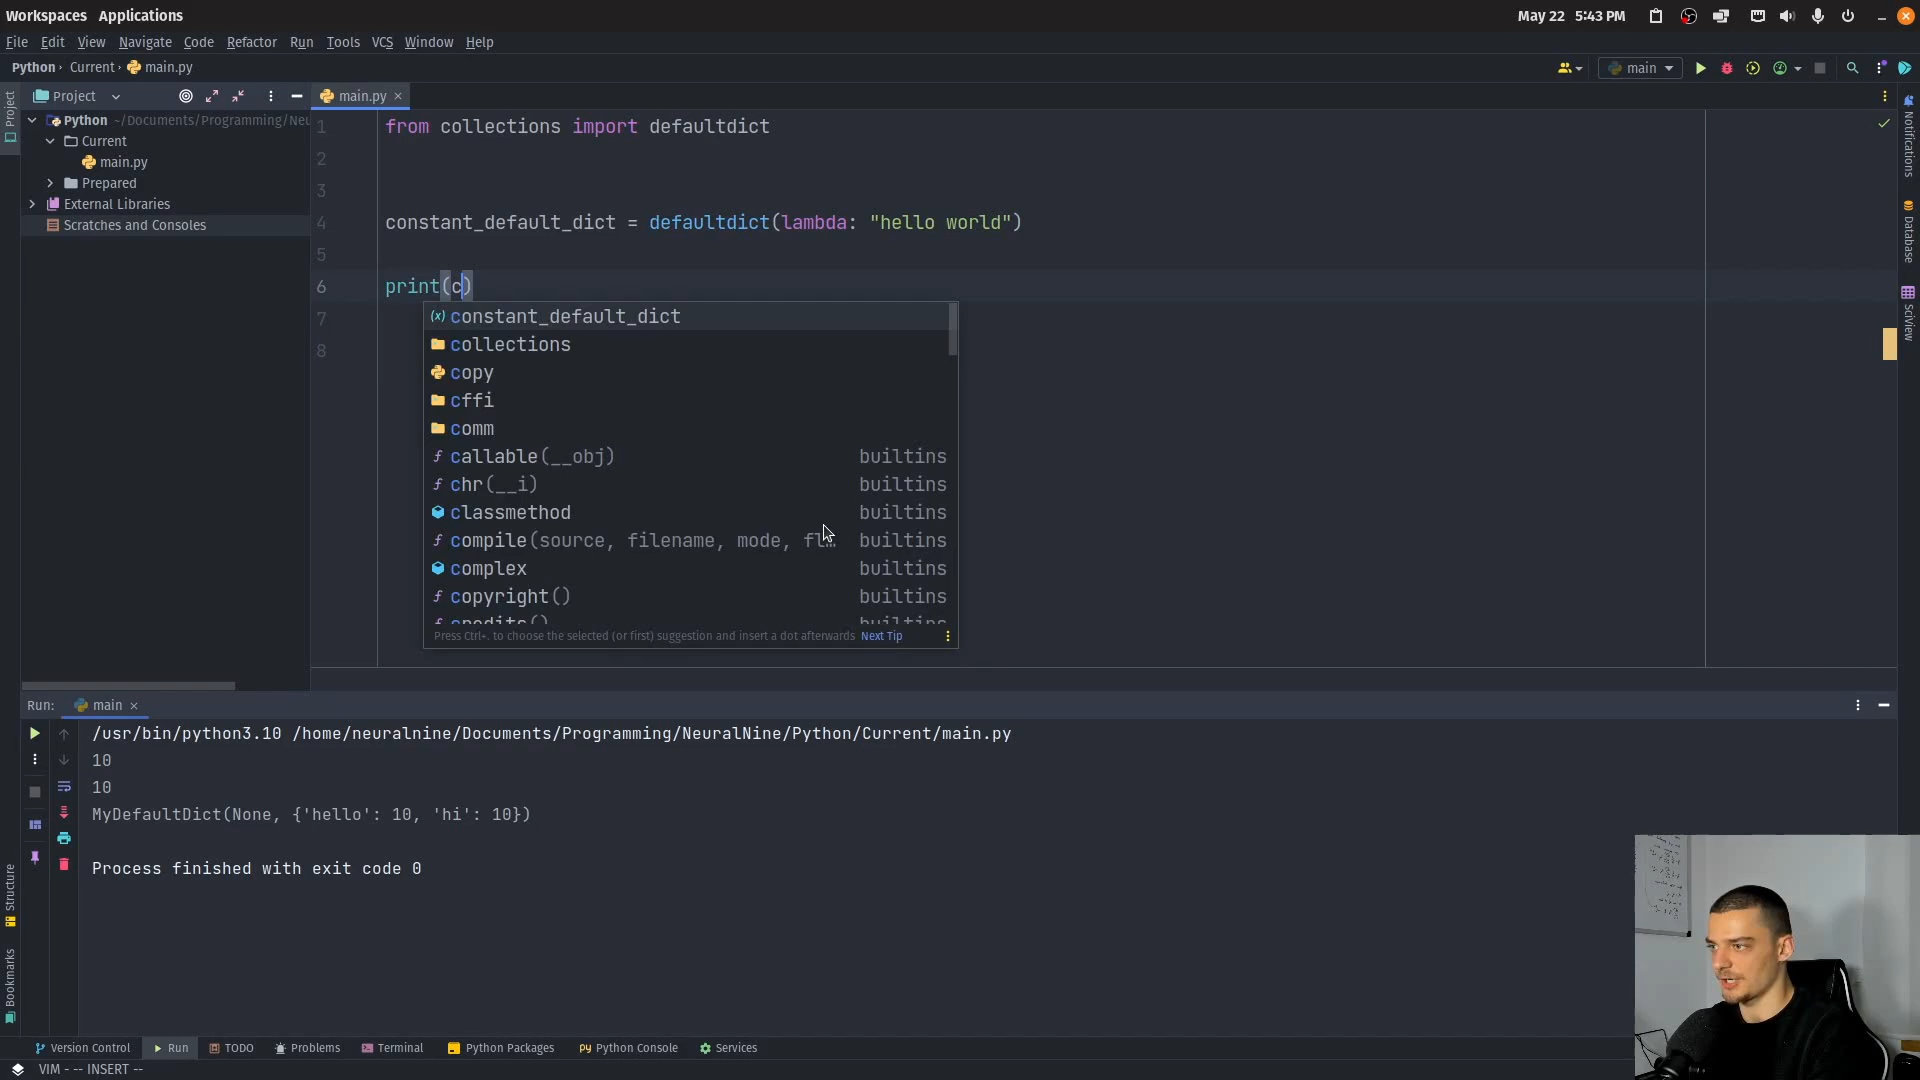 Workspaces Applications
May 22 5:43 PM
File Edit View Navigate Code Refactor Run Tools VCS Window Help
Python Current main.py
main
Project
main.py
Python ~/Documents/Programming/Neu
Current
main.py
Prepared
External Libraries
Scratches and Consoles
1 from collections import defaultdict
2
3
4 constant_default_dict = defaultdict(lambda: "hello world")
5
6 print(c)
7
8
constant_default_dict
collections
copy
cffi
comm
callable(__obj) builtins
chr(__i) builtins
classmethod builtins
compile(source, filename, mode, fl… builtins
complex builtins
copyright() builtins
credits() builtins
Press Ctrl+. to choose the selected (or first) suggestion and insert a dot afterwards Next Tip
Project
Structure
Bookmarks
Notifications
Database
SciView
Run: main
/usr/bin/python3.10 /home/neuralnine/Documents/Programming/NeuralNine/Python/Current/main.py
10
10
MyDefaultDict(None, {'hello': 10, 'hi': 10})
Process finished with exit code 0
Version Control Run TODO Problems Terminal Python Packages Python Console Services
VIM - -- INSERT --